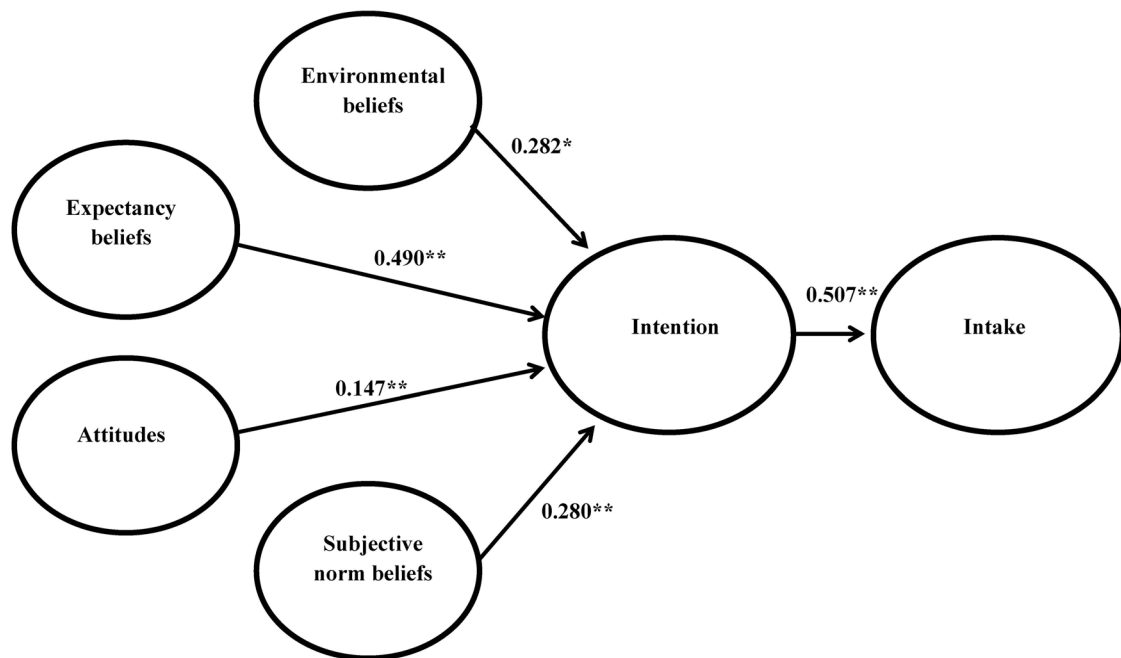 Environmental
beliefs
0.282*
Expectancy
beliefs
0.490**
Intention
0.507**
Intake
0.147**
Attitudes
0.280**
Subjective
norm beliefs